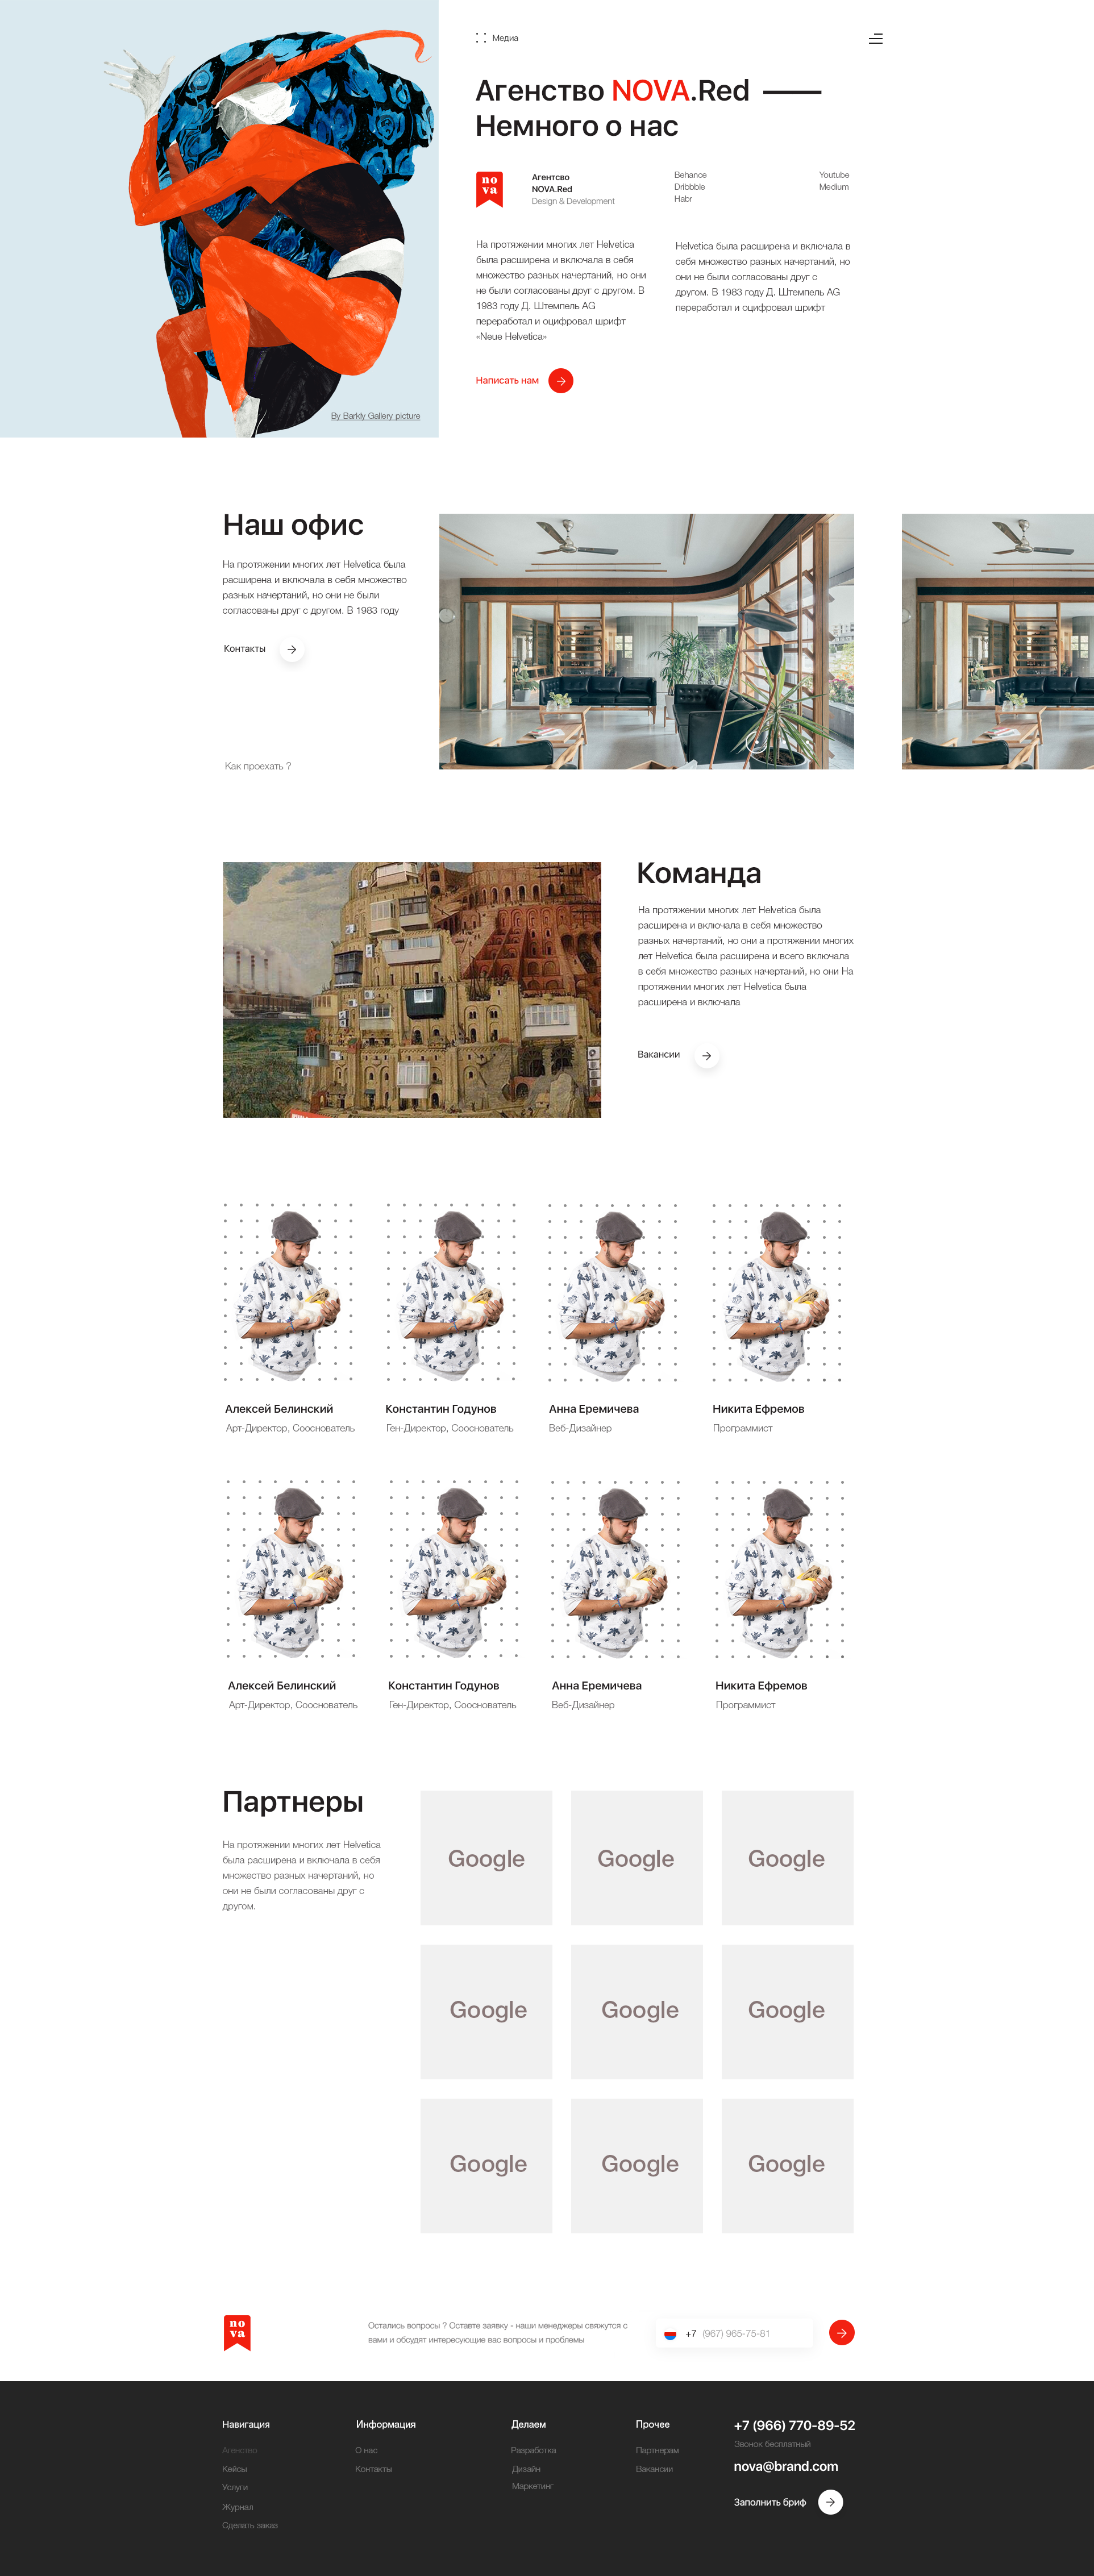 Медиа
Агенство NOVA.Red
Немного о нас
no
va
Агентсво
NOVA.Red
Design & Development
Behance
Dribbble
Habr
Youtube
Medium
На протяжении многих лет Helvetica
была расширена и включала в себя
множество разных начертаний, но они
не были согласованы друг с другом. В
1983 году Д. Штемпель AG
переработал и оцифровал шрифт
«Neue Helvetica»
Helvetica была расширена и включала в
себя множество разных начертаний, но
они не были согласованы друг с
другом. В 1983 году Д. Штемпель AG
переработал и оцифровал шрифт
Написать нам
By Barkly Gallery picture
Наш офис
На протяжении многих лет Helvetica была
расширена и включала в себя множество
разных начертаний, но они не были
согласованы друг с другом. В 1983 году
Контакты
Как проехать ?
Команда
На протяжении многих лет Helvetica была
расширена и включала в себя множество
разных начертаний, но они а протяжении многих
лет Helvetica была расширена и всего включала
в себя множество разных начертаний, но они На
протяжении многих лет Helvetica была
расширена и включала
Вакансии
Алексей Белинский
Арт-Директор, Сооснователь
Константин Годунов
Ген-Директор, Сооснователь
Анна Еремичева
Веб-Дизайнер
Никита Ефремов
Программист
Алексей Белинский
Арт-Директор, Сооснователь
Константин Годунов
Ген-Директор, Сооснователь
Анна Еремичева
Веб-Дизайнер
Никита Ефремов
Программист
Партнеры
На протяжении многих лет Helvetica
была расширена и включала в себя
множество разных начертаний, но
они не были согласованы друг с
другом.
Google
Google
Google
Google
Google
Google
Google
Google
Google
no
va
Остались вопросы ? Оставте заявку - наши менеджеры свяжутся с
вами и обсудят интересующие вас вопросы и проблемы
+7 (967) 965-75-81
Навигация
Агенство
Кейсы
Услуги
Журнал
Сделать заказ
Информация
О нас
Контакты
Делаем
Разработка
Дизайн
Маркетинг
Прочее
Партнерам
Вакансии
+7 (966) 770-89-52
Звонок бесплатный
nova@brand.com
Заполнить бриф